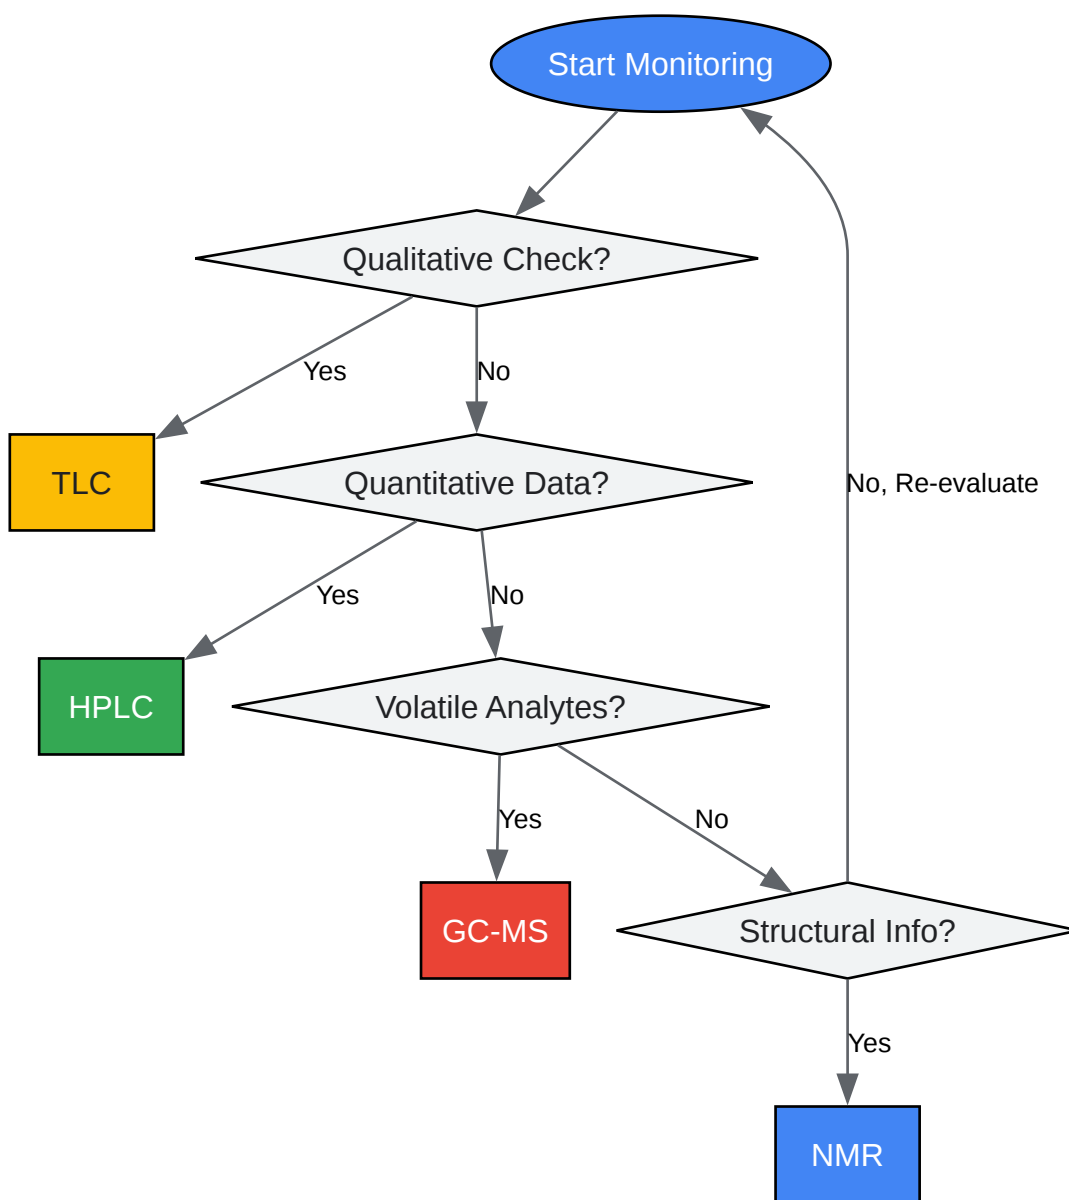 Start Monitoring
Qualitative Check?
Yes
No
TLC
Quantitative Data?
No, Re-evaluate
Yes
No
HPLC
Volatile Analytes?
Yes
No
GC-MS
Structural Info?
Yes
NMR